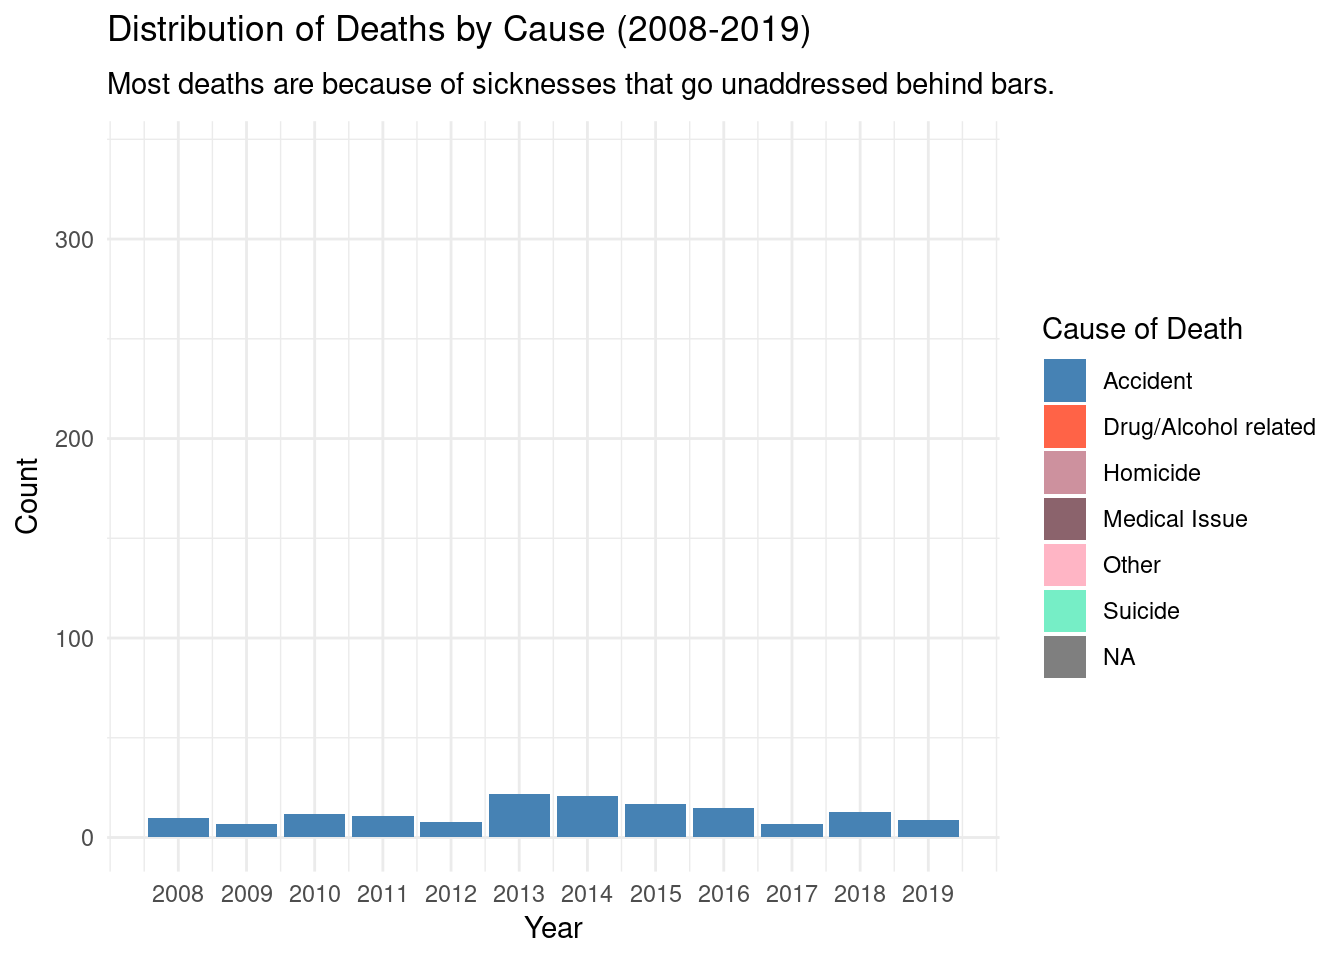 Distribution of Deaths by Cause (2008-2019)
Most deaths are because of sicknesses that go unaddressed behind bars.
300
200
100
0
Count
2008 2009 2010 2011 2012 2013 2014 2015 2016 2017 2018 2019
Year
Cause of Death
Accident
Drug/Alcohol related
Homicide
Medical Issue
Other
Suicide
NA